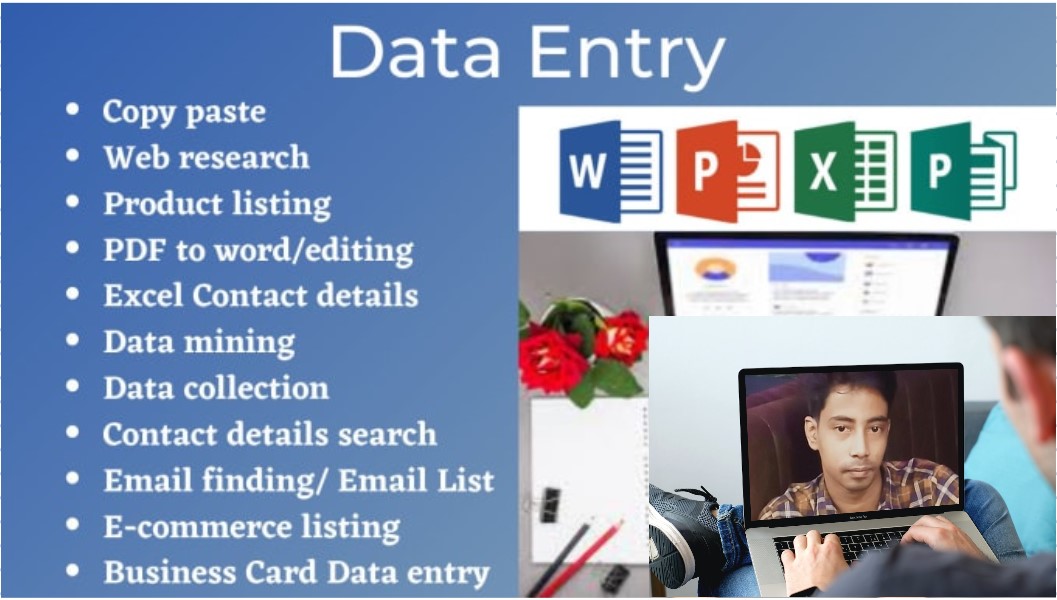 Data Entry
Copy paste
Web research
Product listing
PDF to word/editing
Excel Contact details
Data mining
Data collection
Contact details search
Email finding/ Email List
E-commerce listing
Business Card Data entry
W
P
X
P